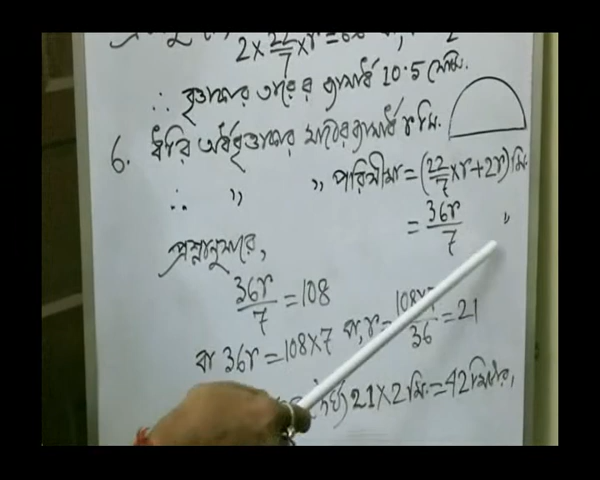 2×22/7×r=6
∴ বৃত্তাকার তারের ব্যাসার্ধ 10.5 সেমি.
6. ধরি অর্ধবৃত্তাকার মাঠের ব্যাসার্ধ r মি.
∴ " " পরিসীমা = (22/7×r+2r) মি.
= 36r/7 "
প্রশ্নানুসারে,
36r/7 = 108
বা 36r = 108×7 বা, r = 108×7/36 = 21
21×2 মি. = 42 মিটার,